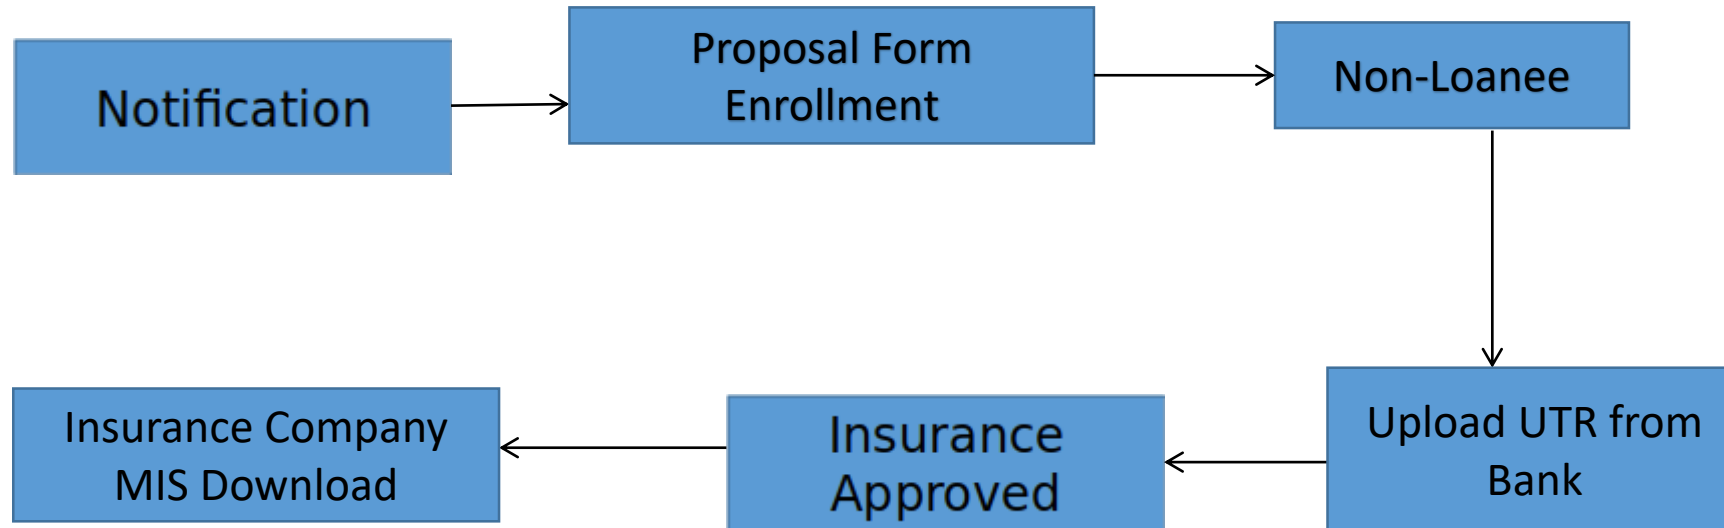 Notification
Proposal Form
Enrollment
Non-Loanee
Upload UTR from
Bank
Insurance
Approved
Insurance Company
MIS Download